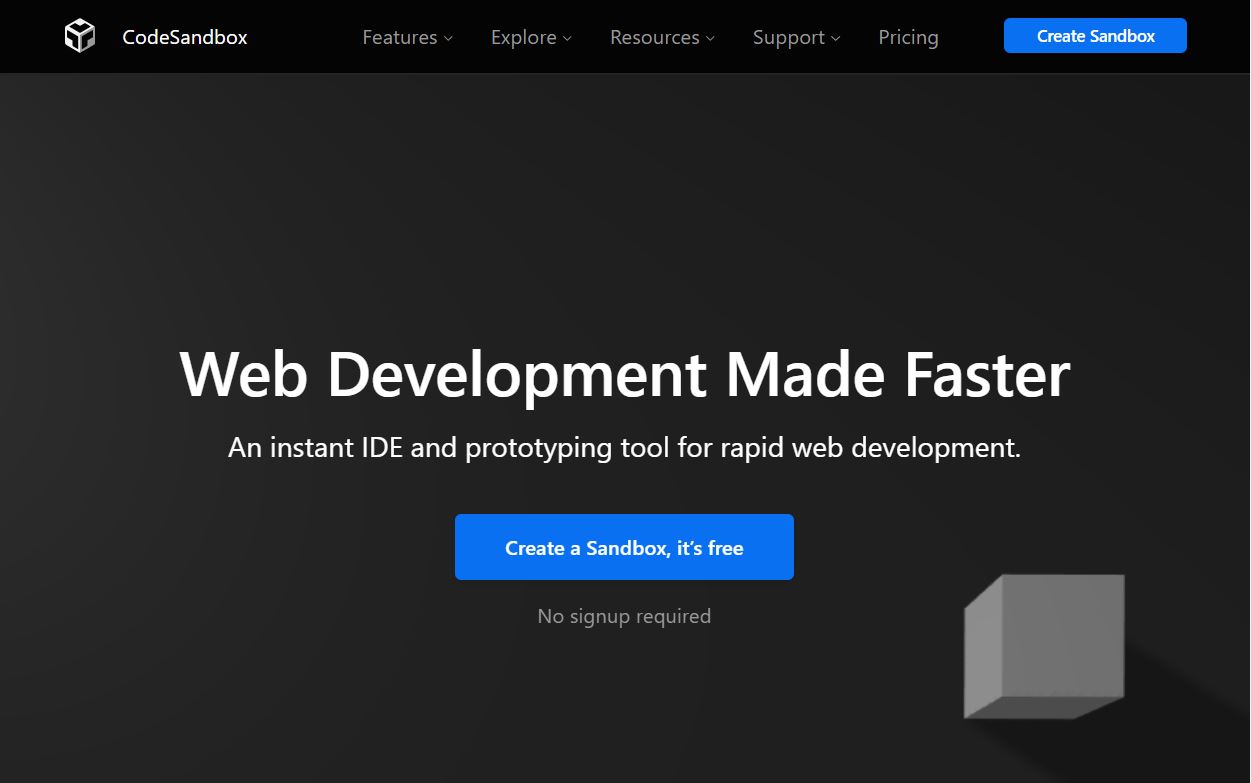 CodeSandbox
Features
Explore
Resources
Support
Pricing
Create Sandbox
Web Development Made Faster
An instant IDE and prototyping tool for rapid web development.
Create a Sandbox, it’s free
No signup required